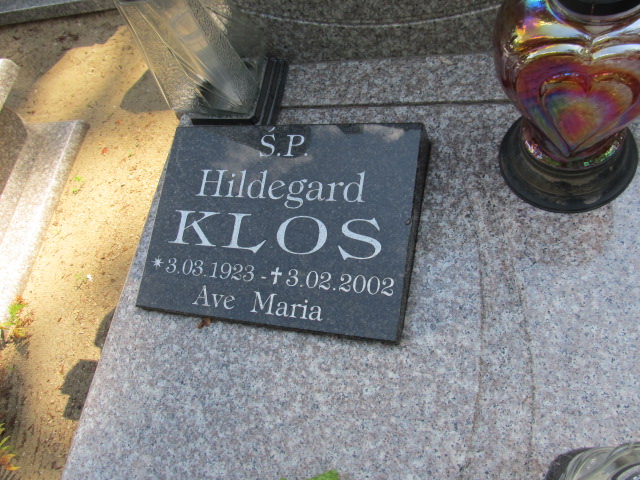 Ś.P.
Hildegard
KLOS
*3.03.1923 - ✝3.02.2002
Ave Maria